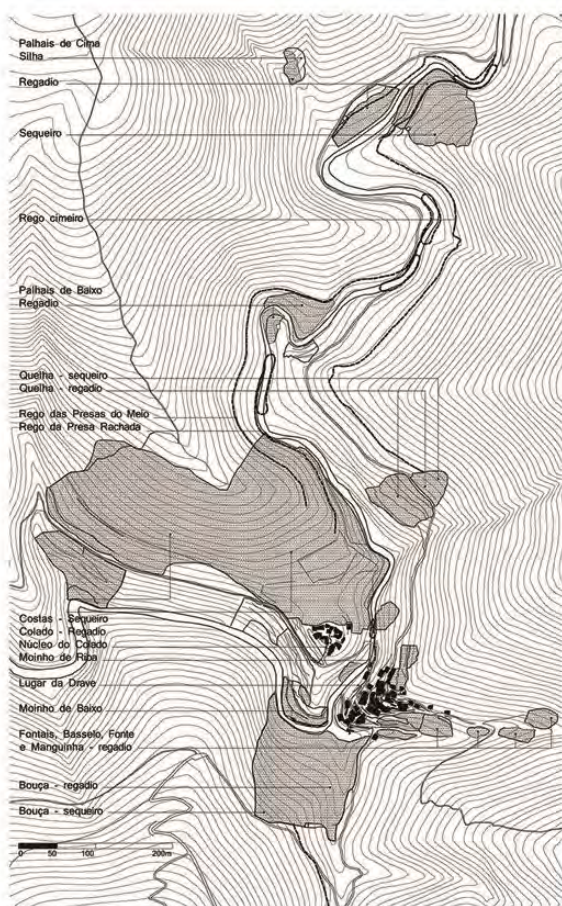 Palhais de Cima
Silha
Regadio
Sequeiro
Rego cimeiro
Palhais de Baixo
Regadio
Quelha - sequeiro
Quelha - regadio
Rego das Presas do Meio
Rego da Presa Rachada
Costas - Sequeiro
Colado - Regadio
Núcleo do Colado
Moinho de Riba
Lugar da Drave
Moinho de Baixo
Fontais, Basselo, Fonte
e Manguinha - regadio
Bouça - regadio
Bouça - sequeiro
0 50 100 200m